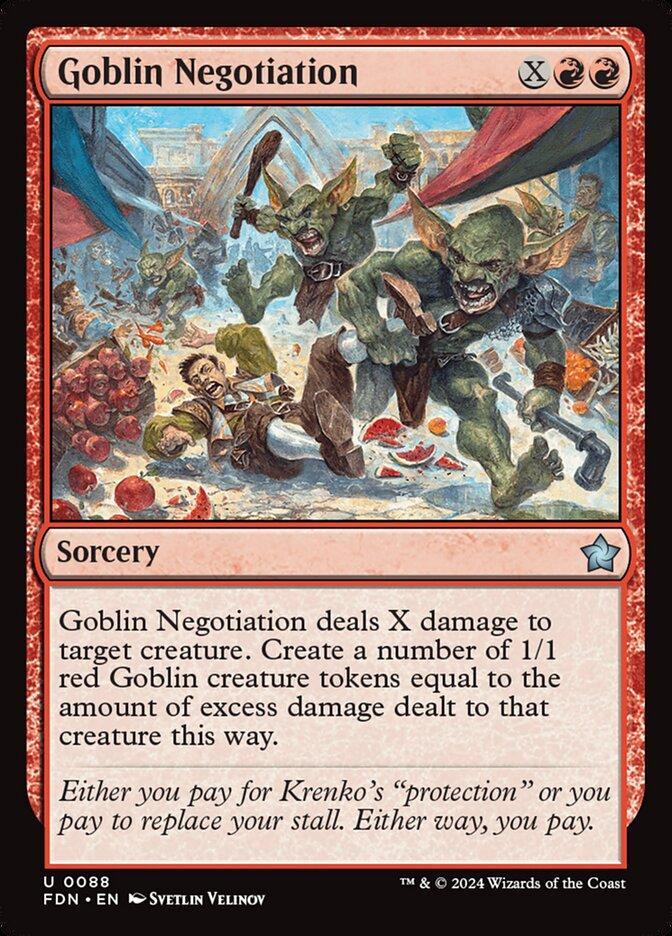 Goblin Negotiation X
Sorcery
Goblin Negotiation deals X damage to
target creature. Create a number of 1/1
red Goblin creature tokens equal to the
amount of excess damage dealt to that
creature this way.
Either you pay for Krenko's “protection” or you
pay to replace your stall. Either way, you pay.
U 0088
FDN • EN Svetlin Velinov
™ & © 2024 Wizards of the Coast